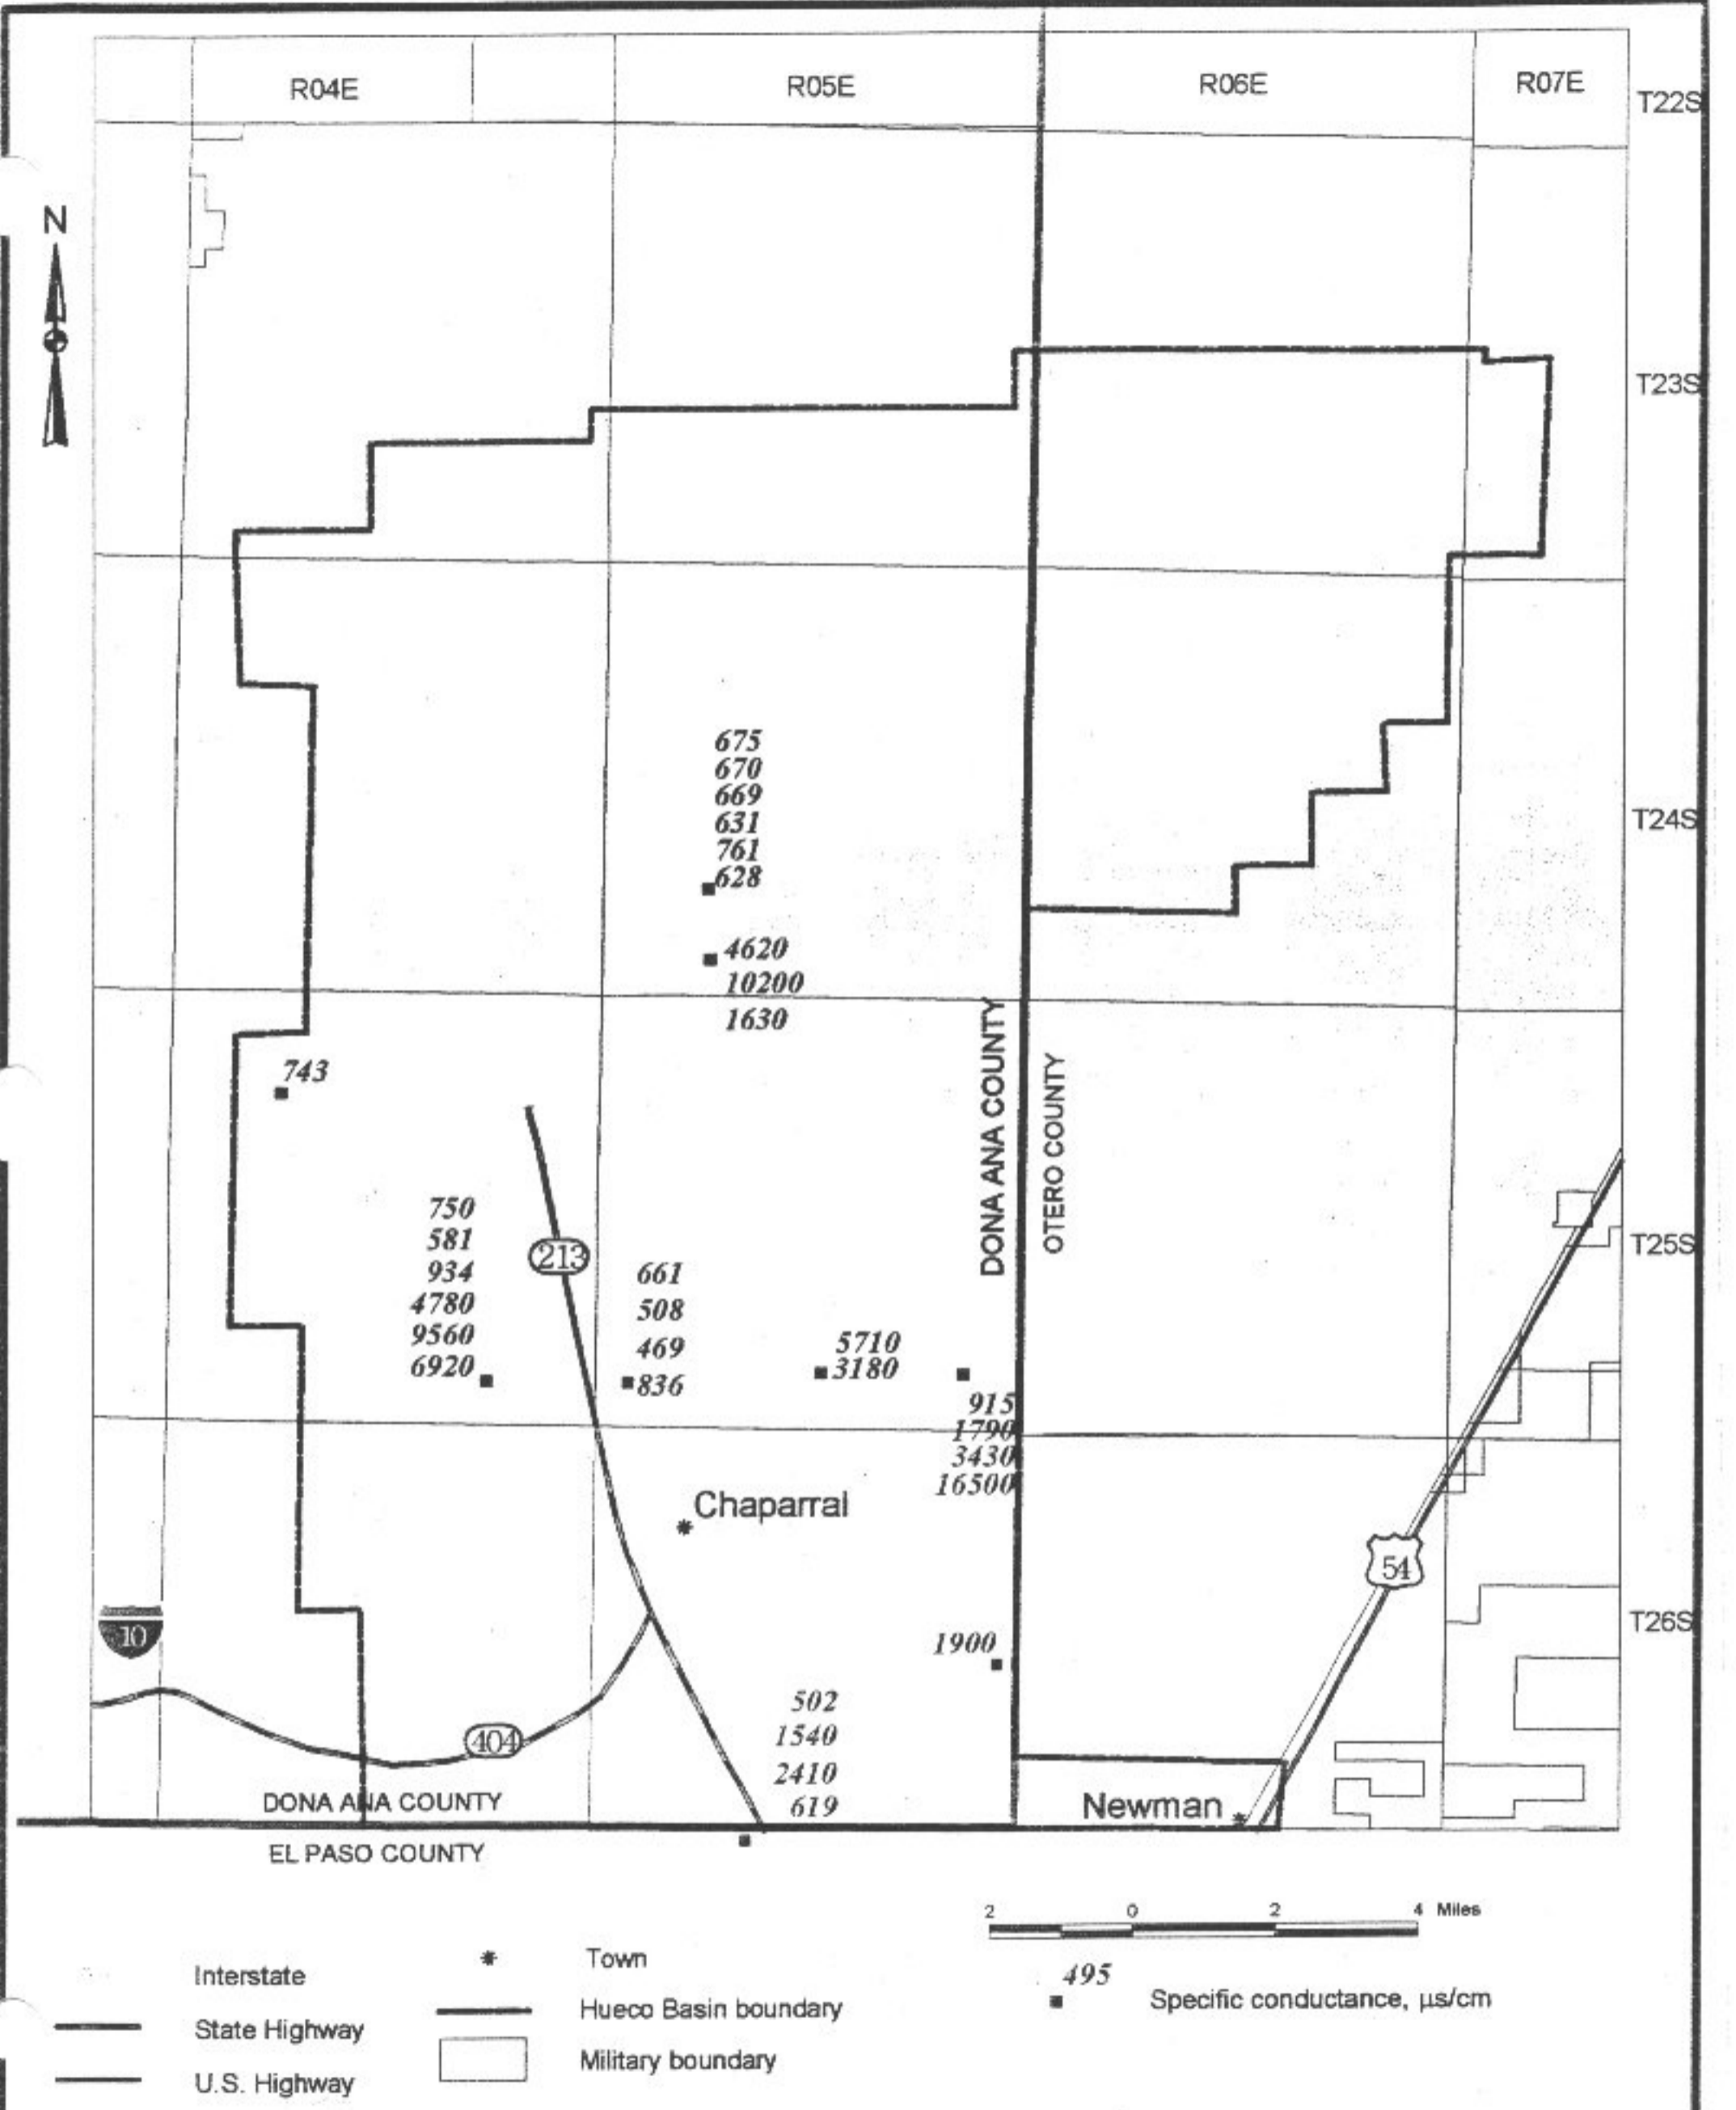 R04E
R05E
R06E
R07E
T22S
N
T23S
675
670
669
631
761
628
T24S
4620
10200
1630
743
DONA ANA COUNTY
OTERO COUNTY
750
581
934
4780
9560
6920
213
661
508
469
836
5710
3180
915
1790
3430
16500
T25S
Chaparral
54
10
T26S
1900
502
1540
2410
619
404
DONA ANA COUNTY
Newman
EL PASO COUNTY
2 0 2 4 Miles
Interstate
State Highway
U.S. Highway
Town
Hueco Basin boundary
Military boundary
495
Specific conductance, µs/cm